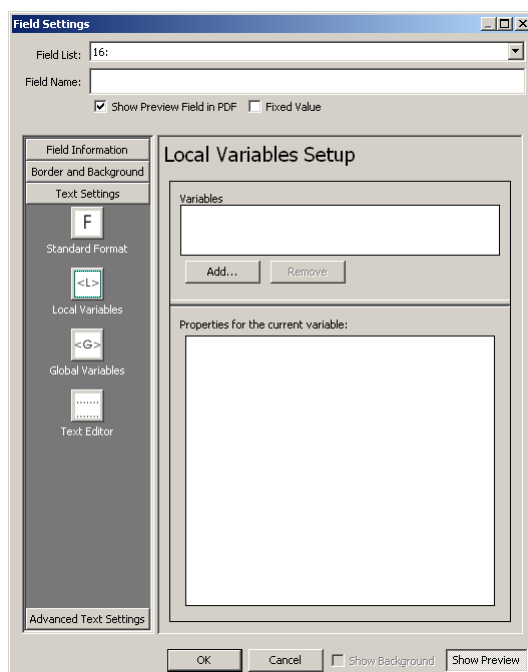 Field Settings
Field List: 16:
Field Name:
Show Preview Field in PDF Fixed Value
Field Information
Border and Background
Text Settings
F
Standard Format
<L>
Local Variables
<G>
Global Variables
Text Editor
Advanced Text Settings
Local Variables Setup
Variables
Add... Remove
Properties for the current variable:
OK Cancel Show Background Show Preview